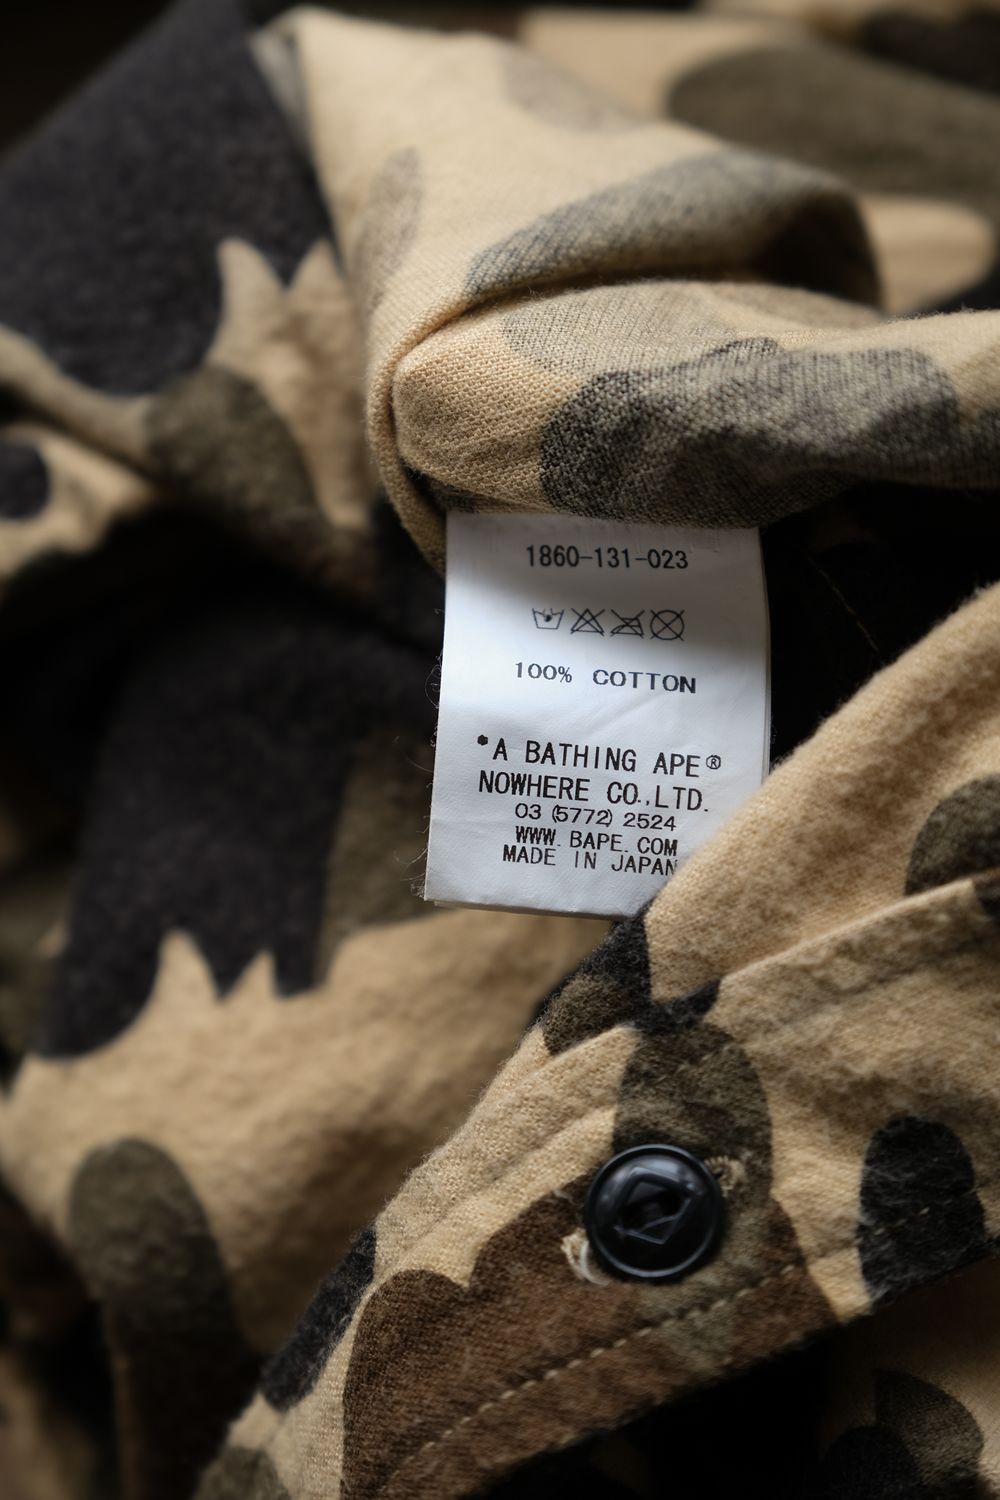 1860-131-023
100% COTTON
*A BATHING APE®
NOWHERE CO.,LTD.
03 (5772) 2524
WWW. BAPE. COM
MADE IN JAPAN